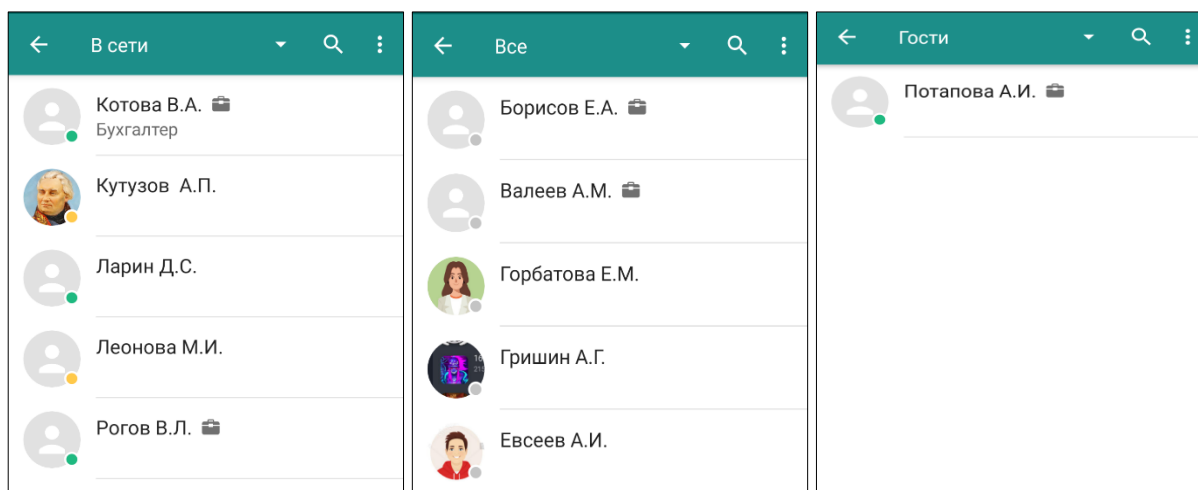 В сети
Котова В.А.
Бухгалтер
Кутузов А.П.
Ларин Д.С.
Леонова М.И.
Рогов В.Л.
Все
Борисов Е.А.
Валеев А.М.
Горбатова Е.М.
Гришин А.Г.
Евсеев А.И.
Гости
Потапова А.И.